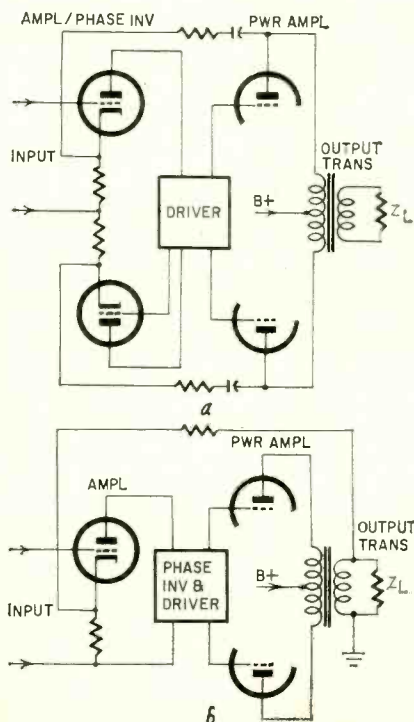 AMPL/PHASE INV
PWR AMPL
INPUT
OUTPUT
TRANS
DRIVER
B+
ZL
a
PWR AMPL
AMPL
OUTPUT
TRANS
PHASE
INV &
DRIVER
B+
ZL
INPUT
b